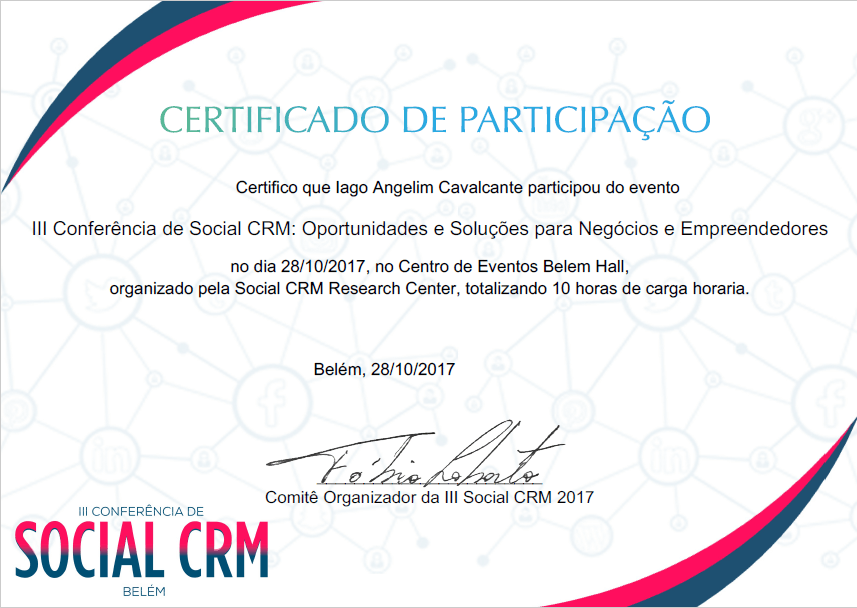 CERTIFICADO DE PARTICIPAÇÃO
Certifico que Iago Angelim Cavalcante participou do evento
III Conferência de Social CRM: Oportunidades e Soluções para Negócios e Empreendedores
no dia 28/10/2017, no Centro de Eventos Belem Hall,
organizado pela Social CRM Research Center, totalizando 10 horas de carga horaria.
Belém, 28/10/2017
Fábio Lobato
Comitê Organizador da III Social CRM 2017
III CONFERÊNCIA DE
SOCIAL CRM
BELÉM